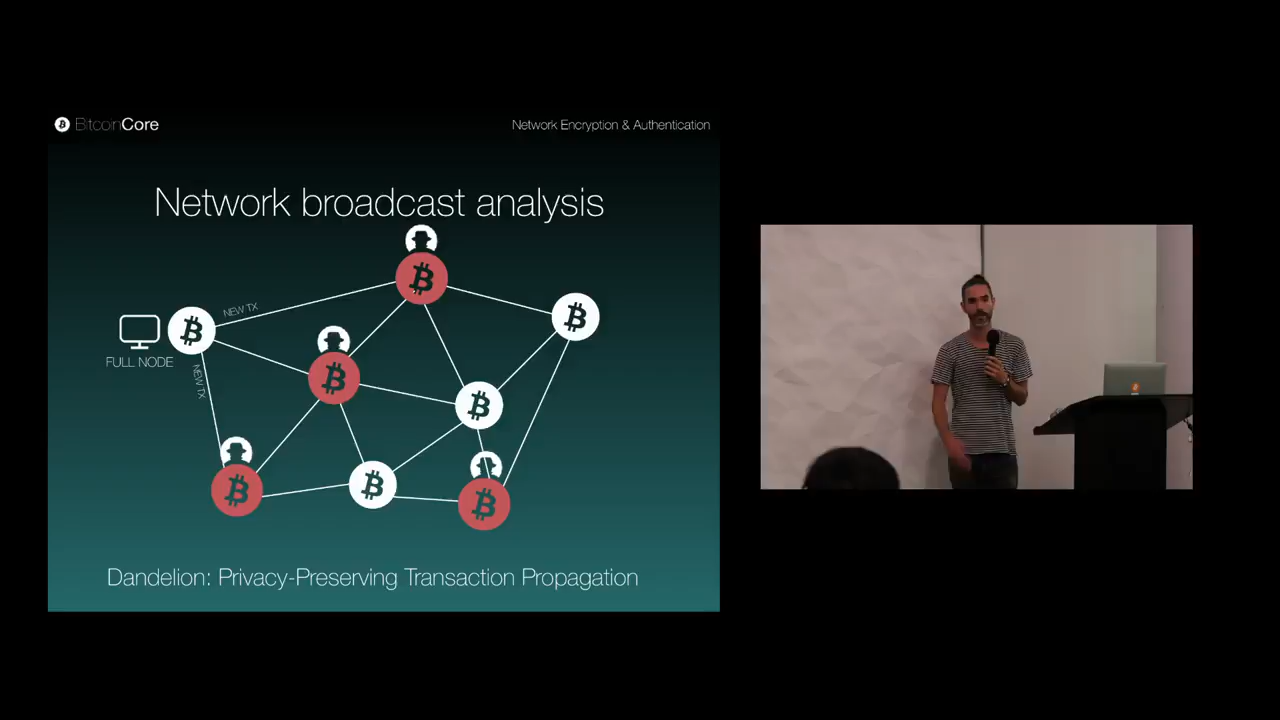 BitcoinCore
Network Encryption & Authentication
Network broadcast analysis
NEW TX
FULL NODE
NEW TX
Dandelion: Privacy-Preserving Transaction Propagation